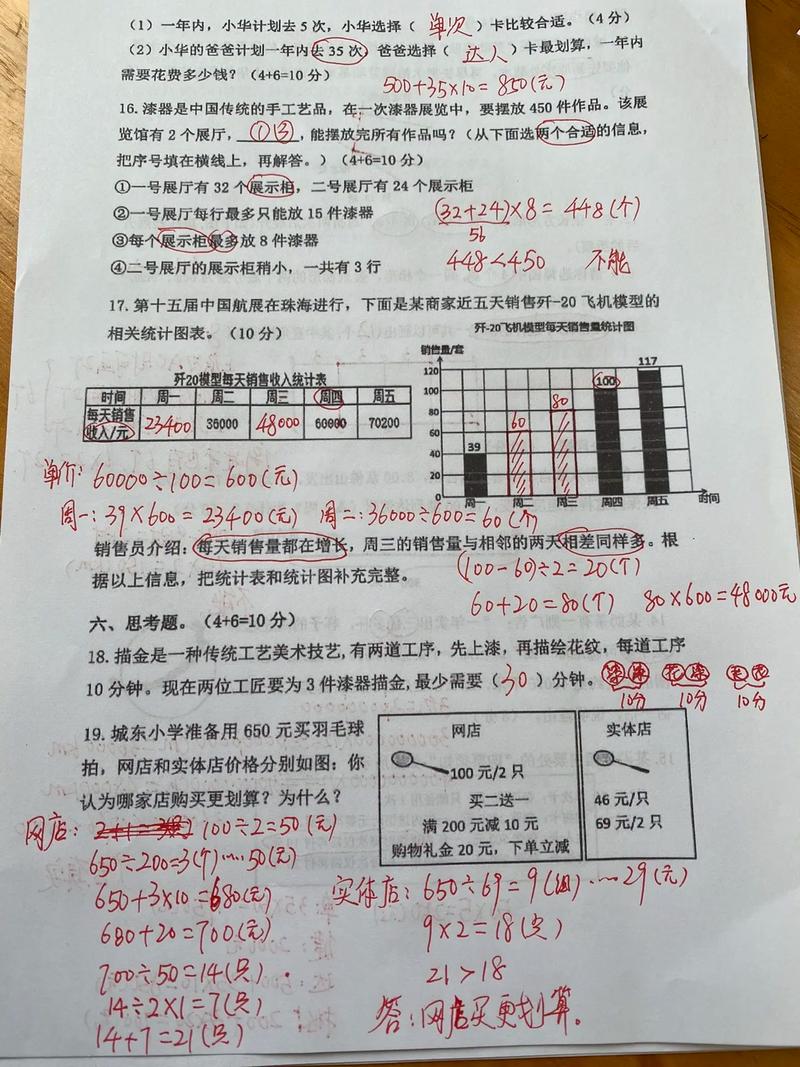 （1）一年内，小华计划去 5 次，小华选择（ 单次 ）卡比较合适。（4 分）
（2）小华的爸爸计划一年内去 35 次，爸爸选择（ 达人 ）卡最划算，一年内
需要花费多少钱？（4+6=10 分）
500+35×10=850(元)
16.漆器是中国传统的手工艺品，在一次漆器展览中，要摆放 450 件作品。该展
览馆有 2 个展厅，①③，能摆放完所有作品吗？（从下面选两个合适的信息，
把序号填在横线上，再解答。）（4+6=10 分）
①一号展厅有 32 个展示柜，二号展厅有 24 个展示柜
②一号展厅每行最多只能放 15 件漆器
(32+24)×8=448(个)
56
③每个展示柜最多放 8 件漆器
448<450 不能
④二号展厅的展示柜稍小，一共有 3 行
17.第十五届中国航展在珠海进行，下面是某商家近五天销售歼-20 飞机模型的
相关统计图表。（10 分）
歼-20飞机模型每天销售量统计图
销售量/套
歼20模型每天销售收入统计表
时间 周一 周二 周三 周四 周五
每天销售收入/元 23400 36000 48000 60000 70200
120
100
80
60
40
20
0
39 60 80 100 117
周一 周二 周三 周四 周五 时间
单价：60000÷100=600(元)
周一：39×600=23400(元) 周二：36000÷600=60(个)
销售员介绍：每天销售量都在增长，周三的销售量与相邻的两天相差同样多。根
据以上信息，把统计表和统计图补充完整。
(100-60)÷2=20(个)
60+20=80(个) 80×600=48000元
六、思考题。（4+6=10 分）
18.描金是一种传统工艺美术技艺,有两道工序，先上漆，再描绘花纹，每道工序
10 分钟。现在两位工匠要为 3 件漆器描金,最少需要（ 30 ）分钟。
漆漆 花漆 花花
10分 10分 10分
19.城东小学准备用 650 元买羽毛球
拍，网店和实体店价格分别如图：你
认为哪家店购买更划算？为什么？
网店
100 元/2 只
买二送一
满 200 元减 10 元
购物礼金 20 元，下单立减
实体店
46 元/只
69 元/2 只
网店：100÷2=50(元)
650÷200=3(个)……50(元)
650+3×10=680(元)
680+20=700(元)
700÷50=14(只)
14÷2×1=7(只)
14+7=21(只)
实体店：650÷69=9(组)……29(元)
9×2=18(只)
21>18
答：网店买更划算。